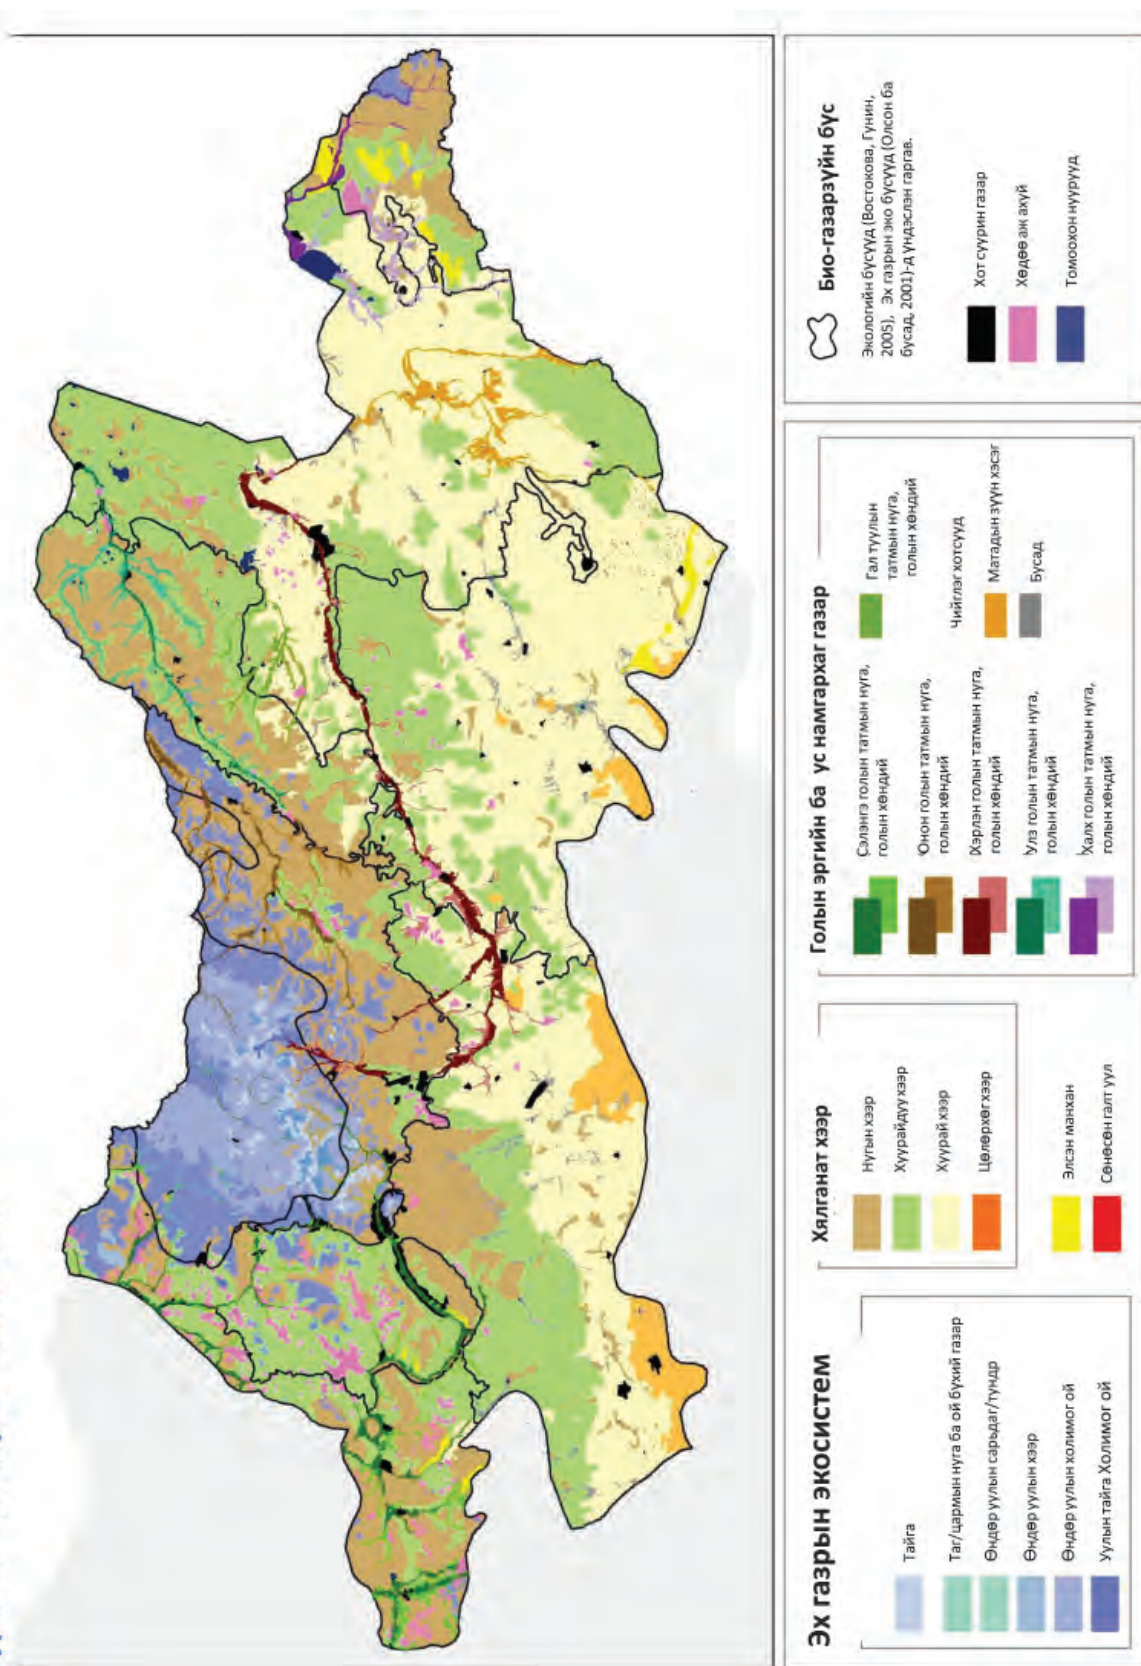 Эх газрын экосистем
Тайга
Таг/цармын нуга ба ой бүхий газар
Өндөр уулын сарьдаг/тундр
Өндөр уулын хээр
Өндөр уулын холимог ой
Уулын тайга Холимог ой
Хялганат хээр
Нугын хээр
Хуурайдуу хээр
Хуурай хээр
Цөлөрхөг хээр
Элсэн манхан
Сөнөсөн галт уул
Голын эргийн ба ус намгархаг газар
Сэлэнгэ голын татмын нуга,
голын хөндий
Онон голын татмын нуга,
голын хөндий
Хэрлэн голын татмын нуга,
голын хөндий
Улз голын татмын нуга,
голын хөндий
Халх голын татмын нуга,
голын хөндий
Гал туулын
татмын нуга,
голын хөндий
Чийглэг хотсууд
Матадын зүүн хэсэг
Бусад
Био-газарзүйн бүс
Экологийн бүсүүд (Востокова, Гунин,
2005), Эх газрын эко бүсүүд (Олсон ба
бусад, 2001)-д үндэслэн гаргав.
Хот суурин газар
Хөдөө аж ахуй
Томоохон нуурууд